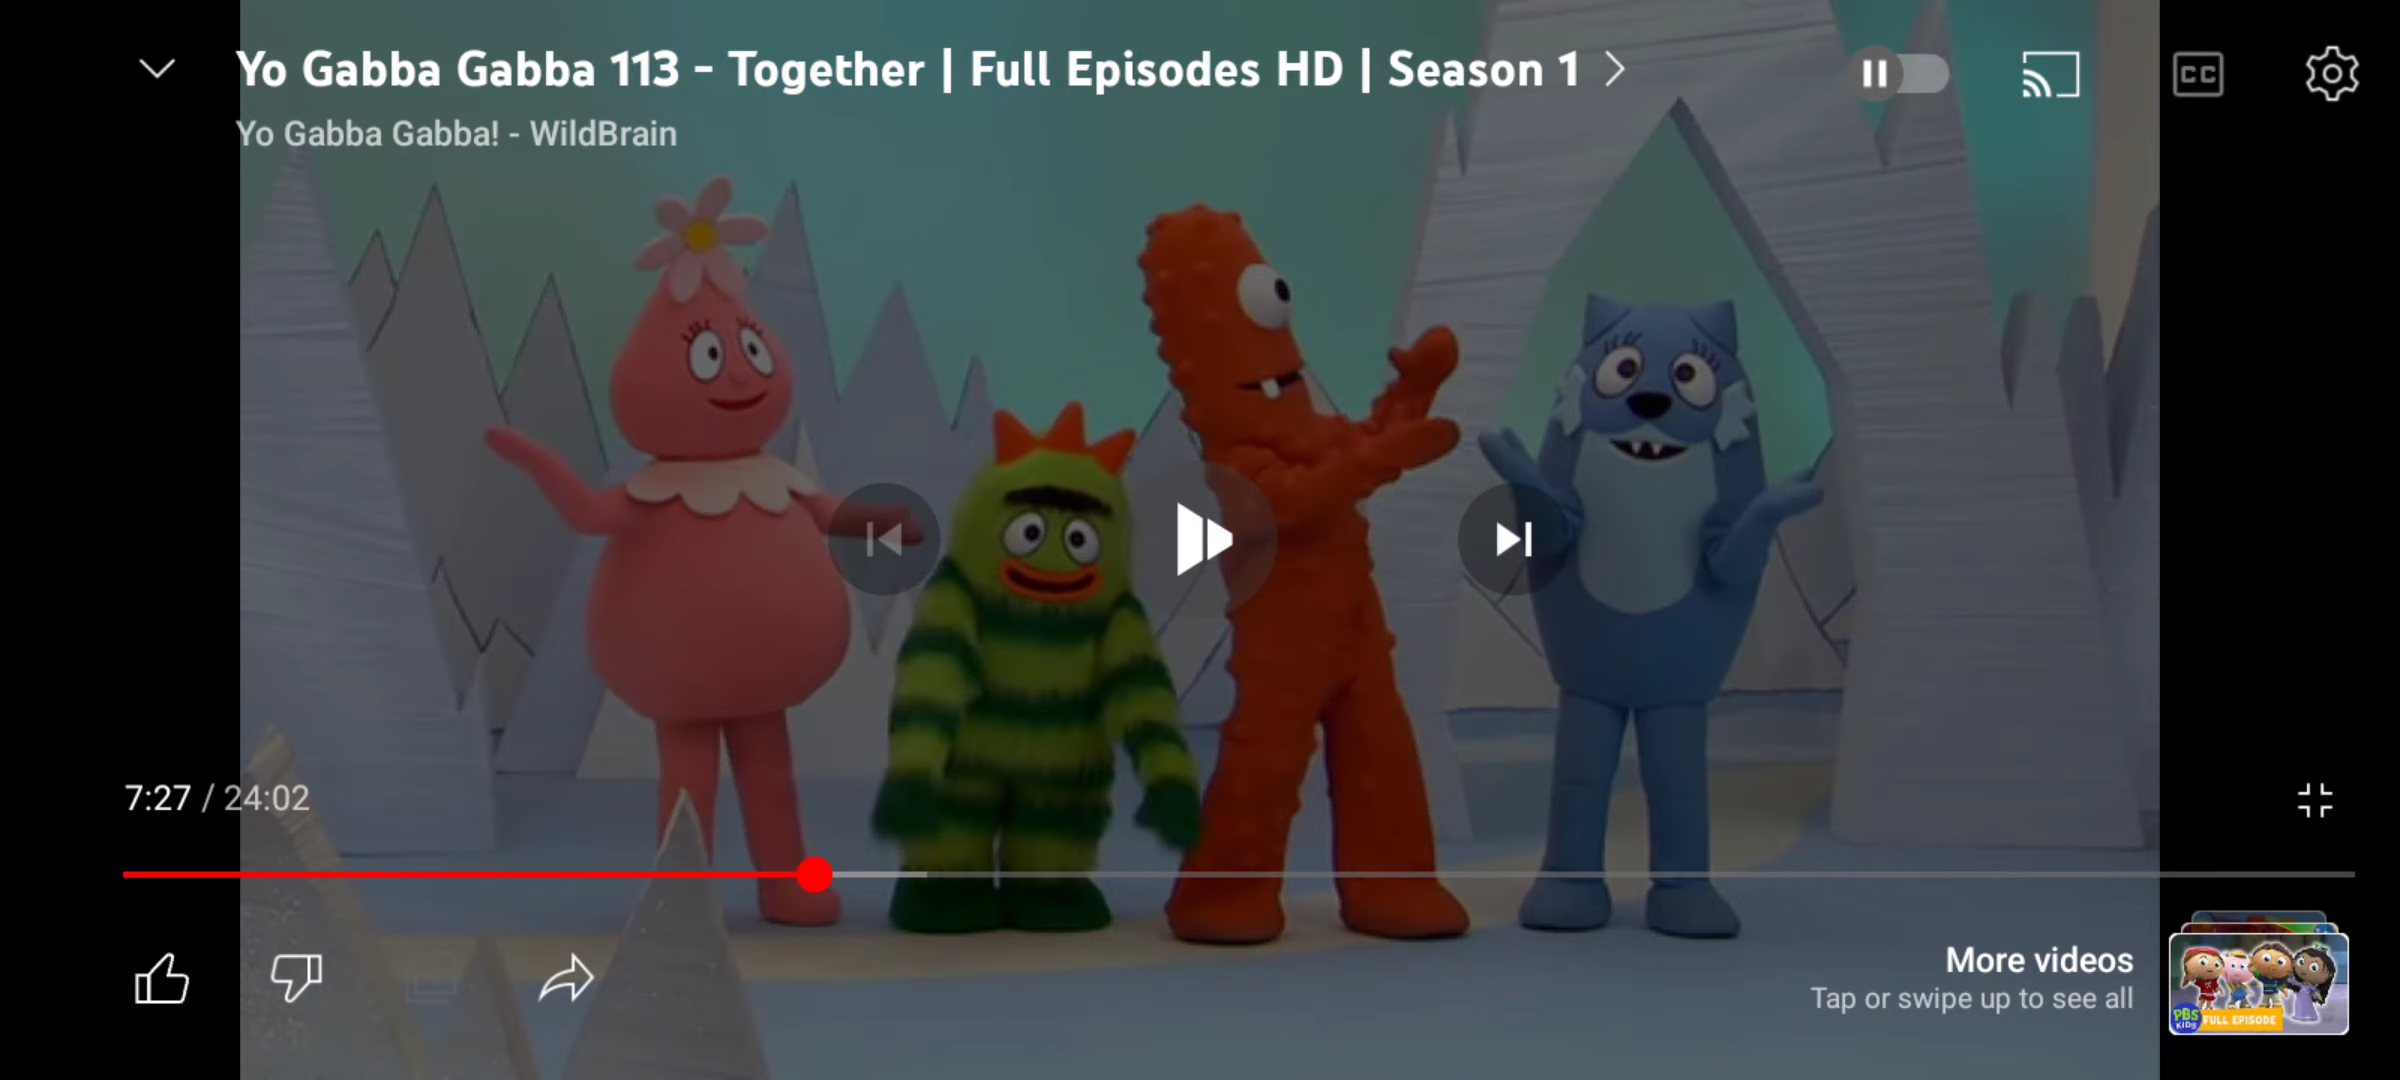 Yo Gabba Gabba 113 - Together | Full Episodes HD | Season 1
Yo Gabba Gabba! - WildBrain
CC
7:27 / 24:02
More videos
Tap or swipe up to see all
PBS KIDS
FULL EPISODE